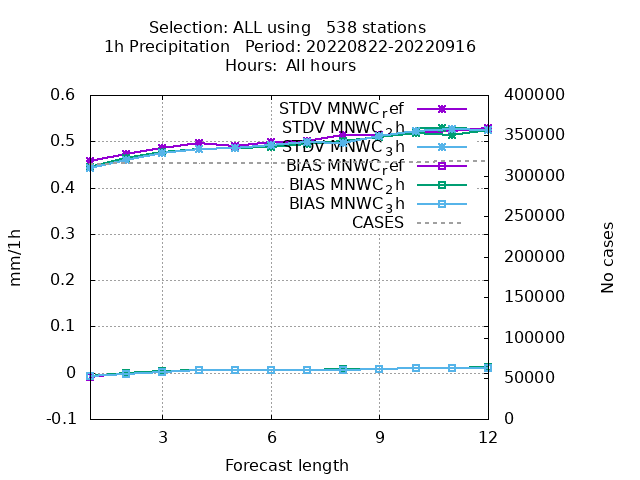 Selection: ALL using   538 stations
1h Precipitation   Period: 20220822-20220916
Hours:  All hours
STDV MNWC_ref
STDV MNWC_2h
STDV MNWC_3h
BIAS MNWC_ref
BIAS MNWC_2h
BIAS MNWC_3h
CASES
0.6
0.5
0.4
0.3
0.2
0.1
0
-0.1
400000
350000
300000
250000
200000
150000
100000
50000
0
mm/1h
No cases
3 6 9 12
Forecast length